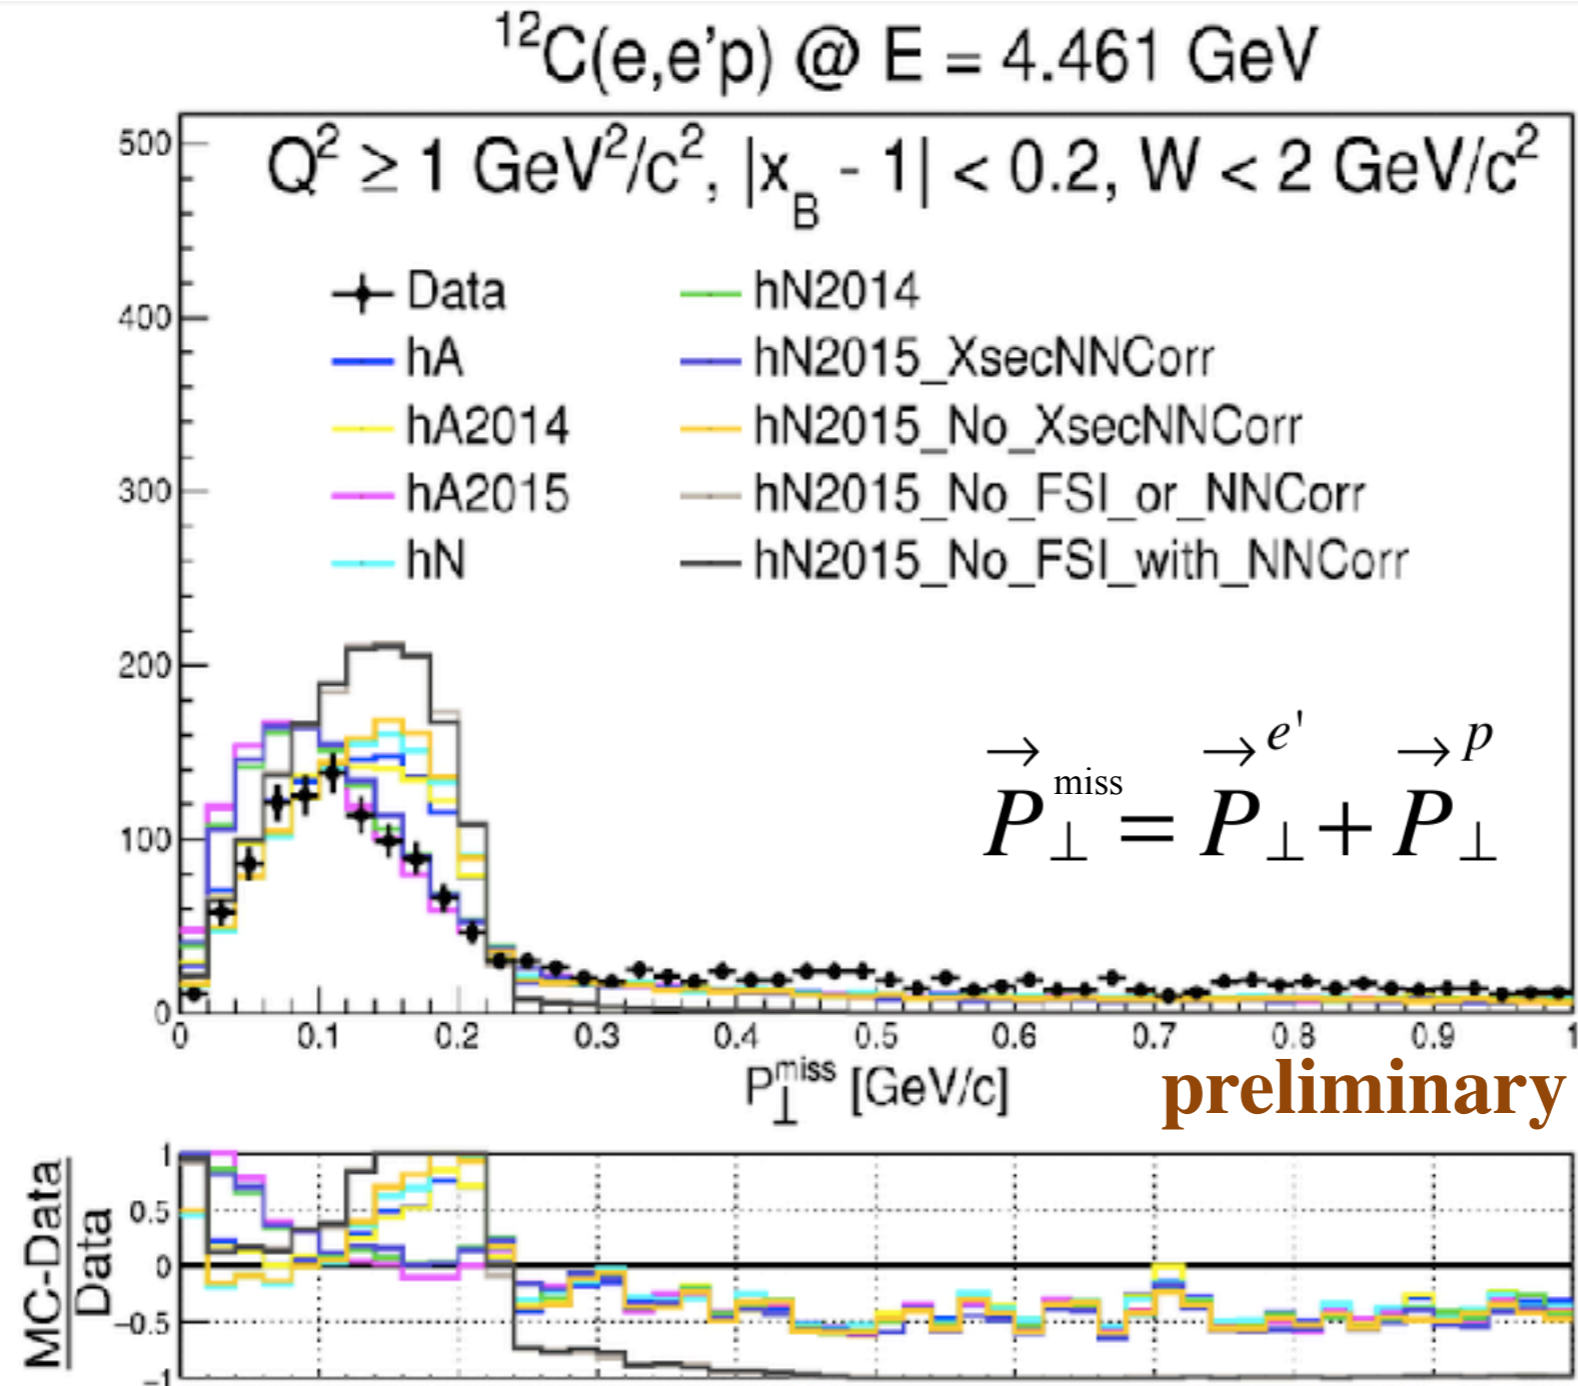 ¹²C(e,e'p) @ E = 4.461 GeV
Q² ≥ 1 GeV²/c², |x_B - 1| < 0.2, W < 2 GeV/c²
Data
hA
hA2014
hA2015
hN
hN2014
hN2015_XsecNNCorr
hN2015_No_XsecNNCorr
hN2015_No_FSI_or_NNCorr
hN2015_No_FSI_with_NNCorr
500
400
300
200
100
0
P⃗⊥^miss = P⃗⊥^e' + P⃗⊥^p
0 0.1 0.2 0.3 0.4 0.5 0.6 0.7 0.8 0.9 1
P⊥^miss [GeV/c]
preliminary
MC-Data
Data
1
0.5
0
−0.5
−1